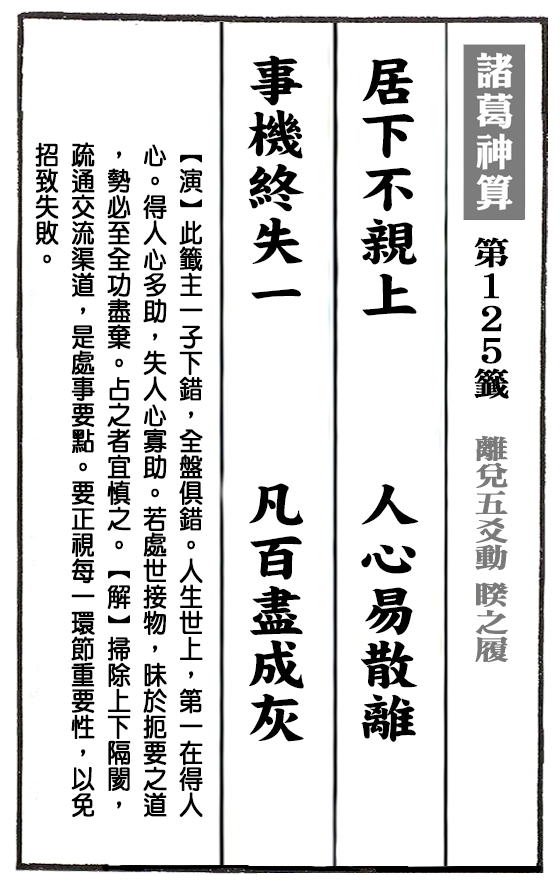 諸葛神算 第125籤 離兌五爻動 睽之履
居下不親上 人心易散離
事機終失一 凡百盡成灰
【演】此籤主一子下錯，全盤俱錯。人生世上，第一在得人
心。得人心多助，失人心寡助。若處世接物，昧於扼要之道
，勢必至全功盡棄。占之者宜慎之。【解】掃除上下隔閡，
疏通交流渠道，是處事要點。要正視每一環節重要性，以免
招致失敗。